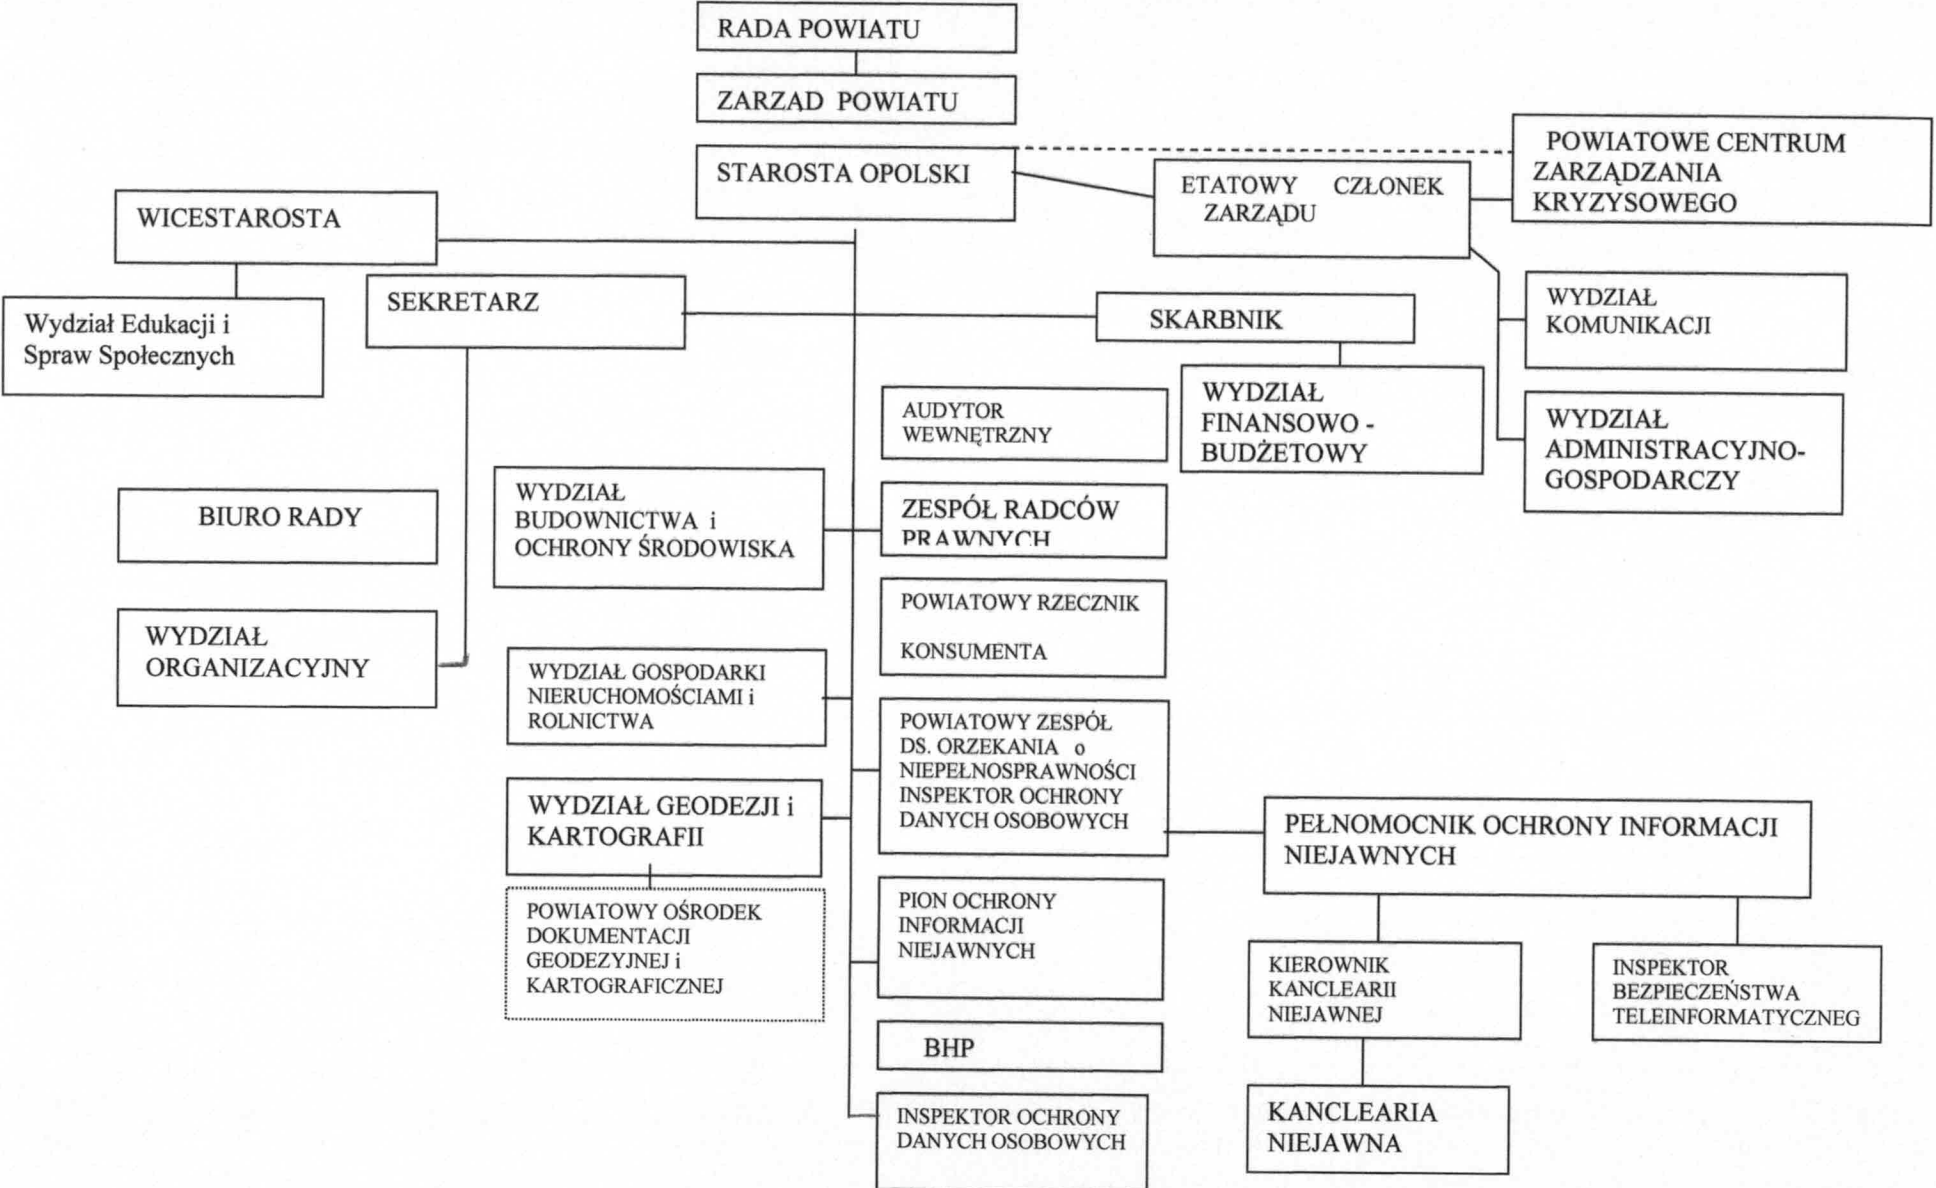 RADA POWIATU
ZARZĄD POWIATU
STAROSTA OPOLSKI
POWIATOWE CENTRUM
ZARZĄDZANIA
KRYZYSOWEGO
ETATOWY CZŁONEK
ZARZĄDU
WICESTAROSTA
Wydział Edukacji i
Spraw Społecznych
SEKRETARZ
SKARBNIK
WYDZIAŁ
KOMUNIKACJI
WYDZIAŁ
FINANSOWO -
BUDŻETOWY
WYDZIAŁ
ADMINISTRACYJNO-
GOSPODARCZY
AUDYTOR
WEWNĘTRZNY
BIURO RADY
WYDZIAŁ
BUDOWNICTWA i
OCHRONY ŚRODOWISKA
ZESPÓŁ RADCÓW
PRAWNYCH
POWIATOWY RZECZNIK
KONSUMENTA
WYDZIAŁ
ORGANIZACYJNY
WYDZIAŁ GOSPODARKI
NIERUCHOMOŚCIAMI i
ROLNICTWA
POWIATOWY ZESPÓŁ
DS. ORZEKANIA o
NIEPEŁNOSPRAWNOŚCI
INSPEKTOR OCHRONY
DANYCH OSOBOWYCH
WYDZIAŁ GEODEZJI i
KARTOGRAFII
PEŁNOMOCNIK OCHRONY INFORMACJI
NIEJAWNYCH
POWIATOWY OŚRODEK
DOKUMENTACJI
GEODEZYJNEJ i
KARTOGRAFICZNEJ
PION OCHRONY
INFORMACJI
NIEJAWNYCH
KIEROWNIK
KANCLEARII
NIEJAWNEJ
INSPEKTOR
BEZPIECZEŃSTWA
TELEINFORMATYCZNEG
BHP
INSPEKTOR OCHRONY
DANYCH OSOBOWYCH
KANCLEARIA
NIEJAWNA